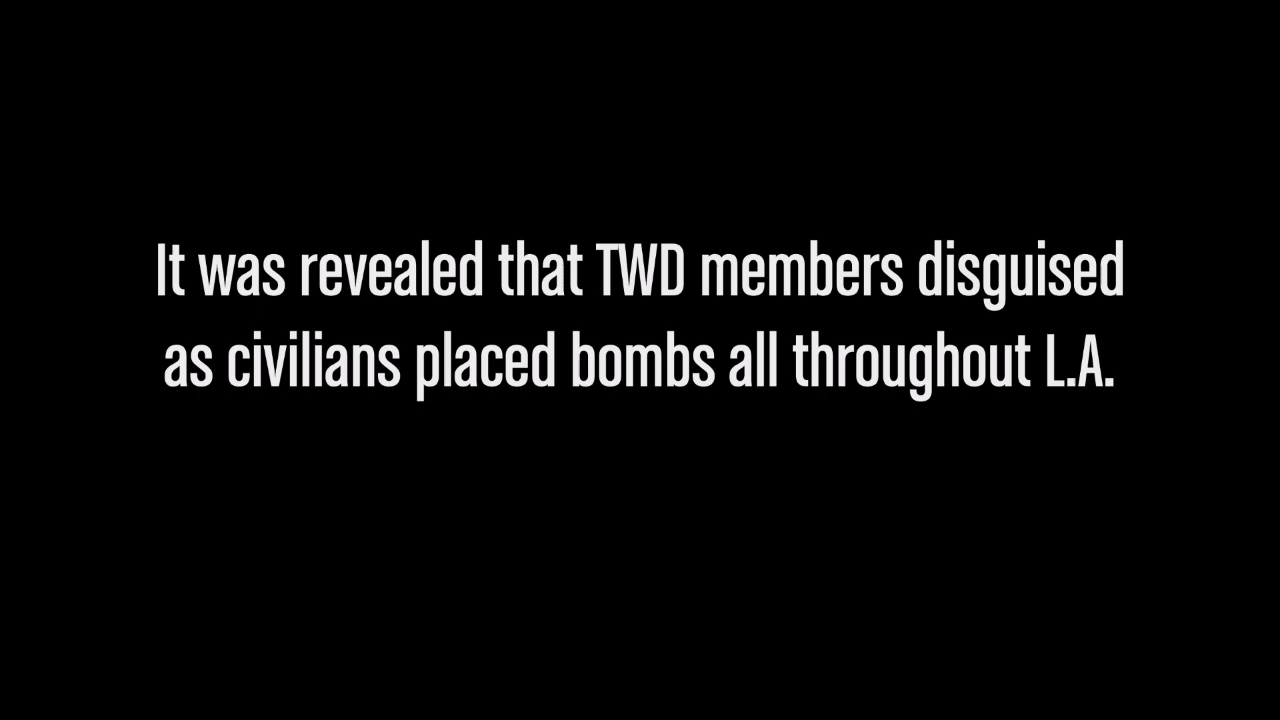 It was revealed that TWD members disguised
as civilians placed bombs all throughout L.A.